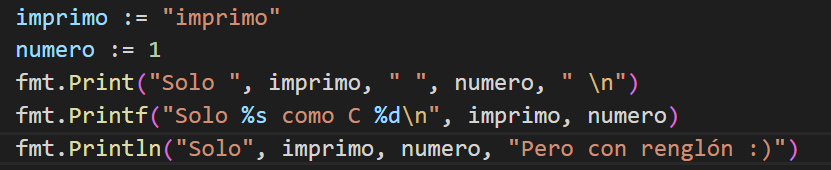 imprimo := "imprimo"
numero := 1
fmt.Print("Solo ", imprimo, " ", numero, " \n")
fmt.Printf("Solo %s como C %d\n", imprimo, numero)
fmt.Println("Solo", imprimo, numero, "Pero con renglón :)")